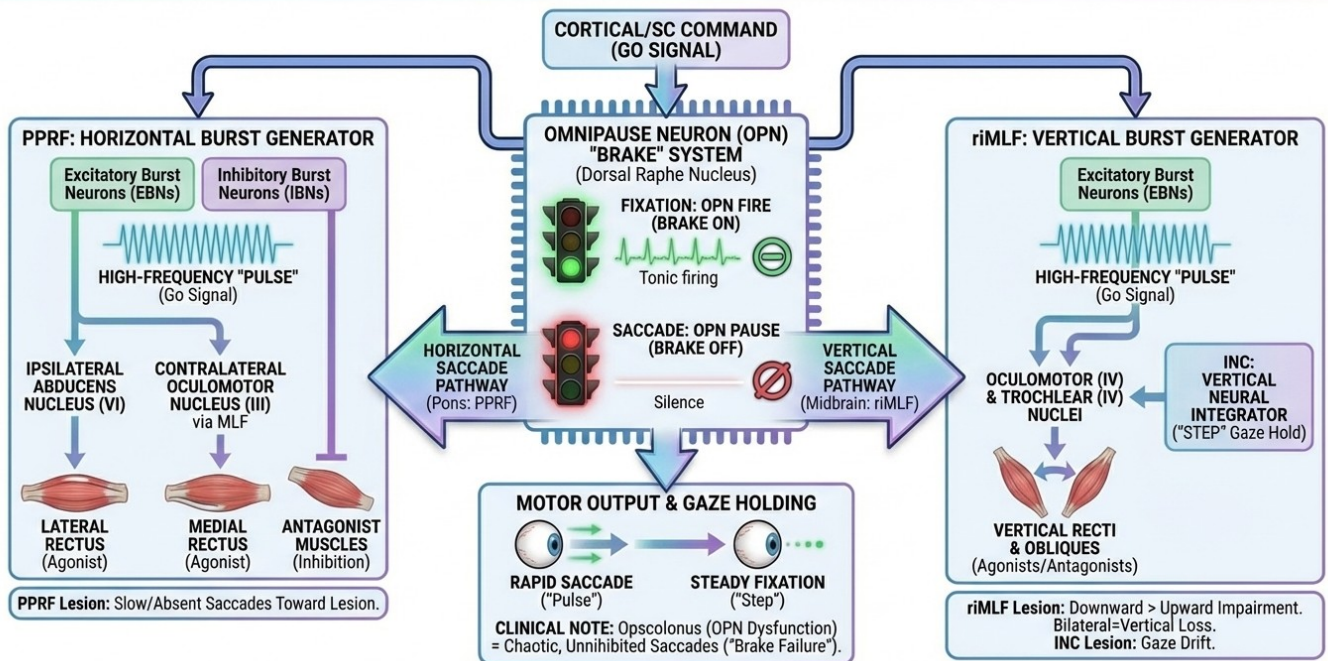 CORTICAL/SC COMMAND
(GO SIGNAL)
PPRF: HORIZONTAL BURST GENERATOR
Excitatory Burst
Neurons (EBNs)
Inhibitory Burst
Neurons (IBNs)
HIGH-FREQUENCY "PULSE"
(Go Signal)
IPSILATERAL
ABDUCENS
NUCLEUS (VI)
CONTRALATERAL
OCULOMOTOR
NUCLEUS (III)
via MLF
LATERAL
RECTUS
(Agonist)
MEDIAL
RECTUS
(Agonist)
ANTAGONIST
MUSCLES
(Inhibition)
PPRF Lesion: Slow/Absent Saccades Toward Lesion.
OMNIPAUSE NEURON (OPN)
"BRAKE" SYSTEM
(Dorsal Raphe Nucleus)
FIXATION: OPN FIRE
(BRAKE ON)
Tonic firing
SACCADE: OPN PAUSE
(BRAKE OFF)
Silence
HORIZONTAL
SACCADE
PATHWAY
(Pons: PPRF)
VERTICAL
SACCADE
PATHWAY
(Midbrain: riMLF)
MOTOR OUTPUT & GAZE HOLDING
RAPID SACCADE
("Pulse")
STEADY FIXATION
("Step")
CLINICAL NOTE: Opscolonus (OPN Dysfunction)
= Chaotic, Unnihibited Saccades ("Brake Failure").
riMLF: VERTICAL BURST GENERATOR
Excitatory Burst
Neurons (EBNs)
HIGH-FREQUENCY "PULSE"
(Go Signal)
OCULOMOTOR (IV)
& TROCHLEAR (IV)
NUCLEI
INC:
VERTICAL
NEURAL
INTEGRATOR
("STEP" Gaze Hold)
VERTICAL RECTI
& OBLIQUES
(Agonists/Antagonists)
riMLF Lesion: Downward > Upward Impairment.
Bilateral=Vertical Loss.
INC Lesion: Gaze Drift.